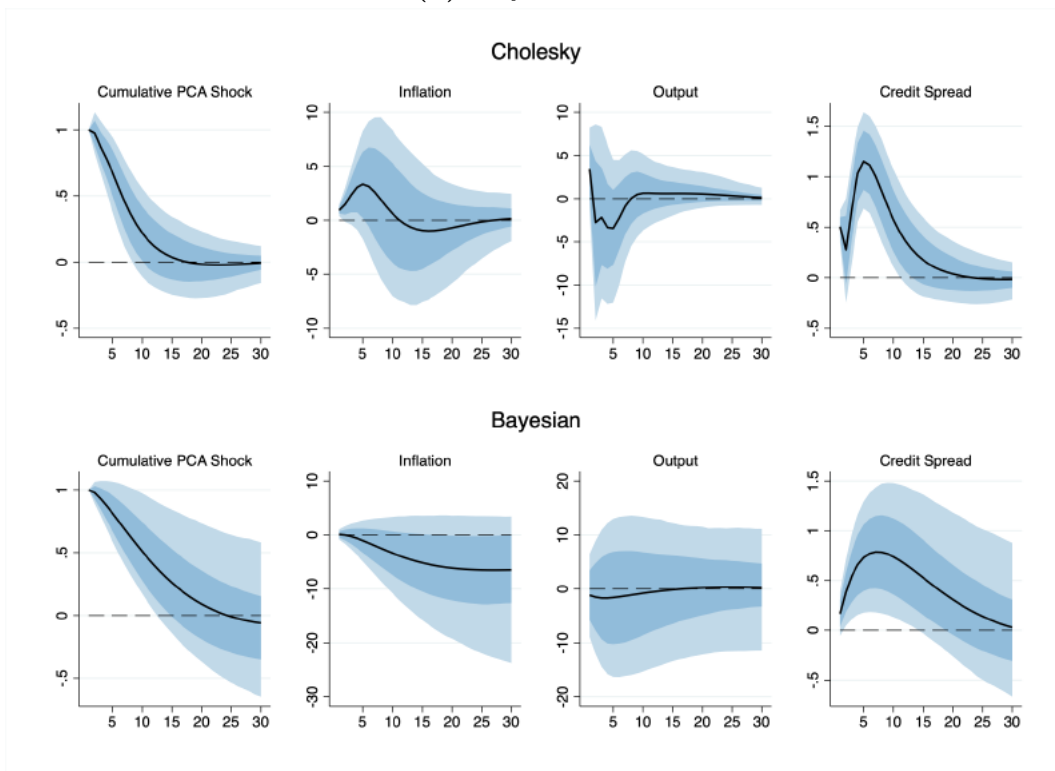 Cholesky
Cumulative PCA Shock Inflation Output Credit Spread
1 .5 0 -.5
10 5 0 -5 -10
10 5 0 -5 -10 -15
1.5 1 .5 0 -.5
5 10 15 20 25 30 5 10 15 20 25 30 5 10 15 20 25 30 5 10 15 20 25 30
Bayesian
Cumulative PCA Shock Inflation Output Credit Spread
1 .5 0 -.5
10 0 -10 -20 -30
20 10 0 -10 -20
1.5 1 .5 0 -.5
5 10 15 20 25 30 5 10 15 20 25 30 5 10 15 20 25 30 5 10 15 20 25 30